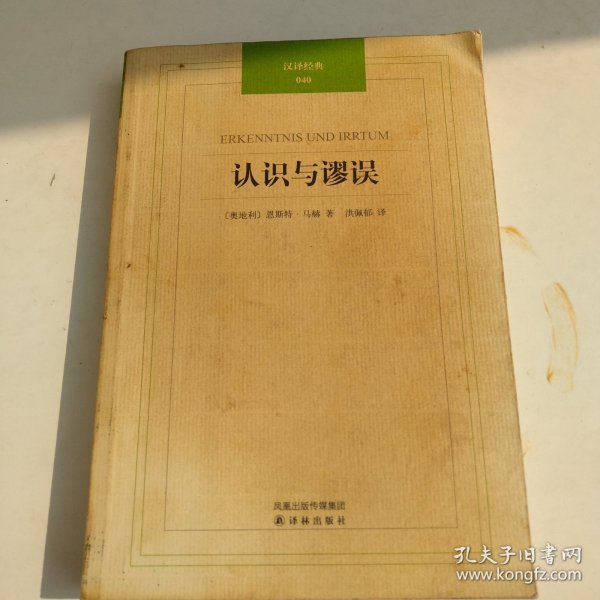 汉译经典
040
ERKENNTNIS UND IRRTUM
认识与谬误
〔奥地利〕恩斯特·马赫 著 洪佩郁 译
凤凰出版传媒集团
译林出版社
孔夫子旧书网
www.kongfz.com